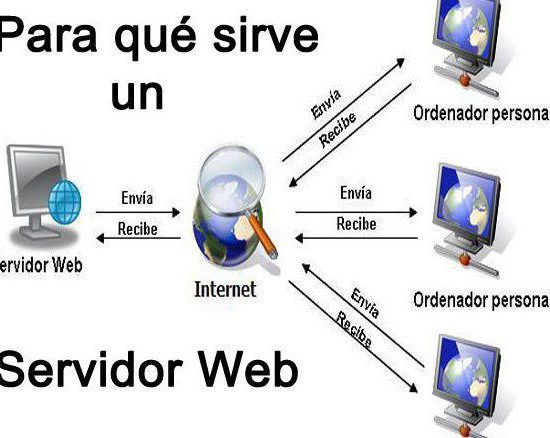 Para qué sirve
un
Envía
Recibe
Ordenador persona
Envía
Recibe
Envía
Recibe
ervidor Web
Internet
Envía
Recibe
Ordenador persona
Servidor Web